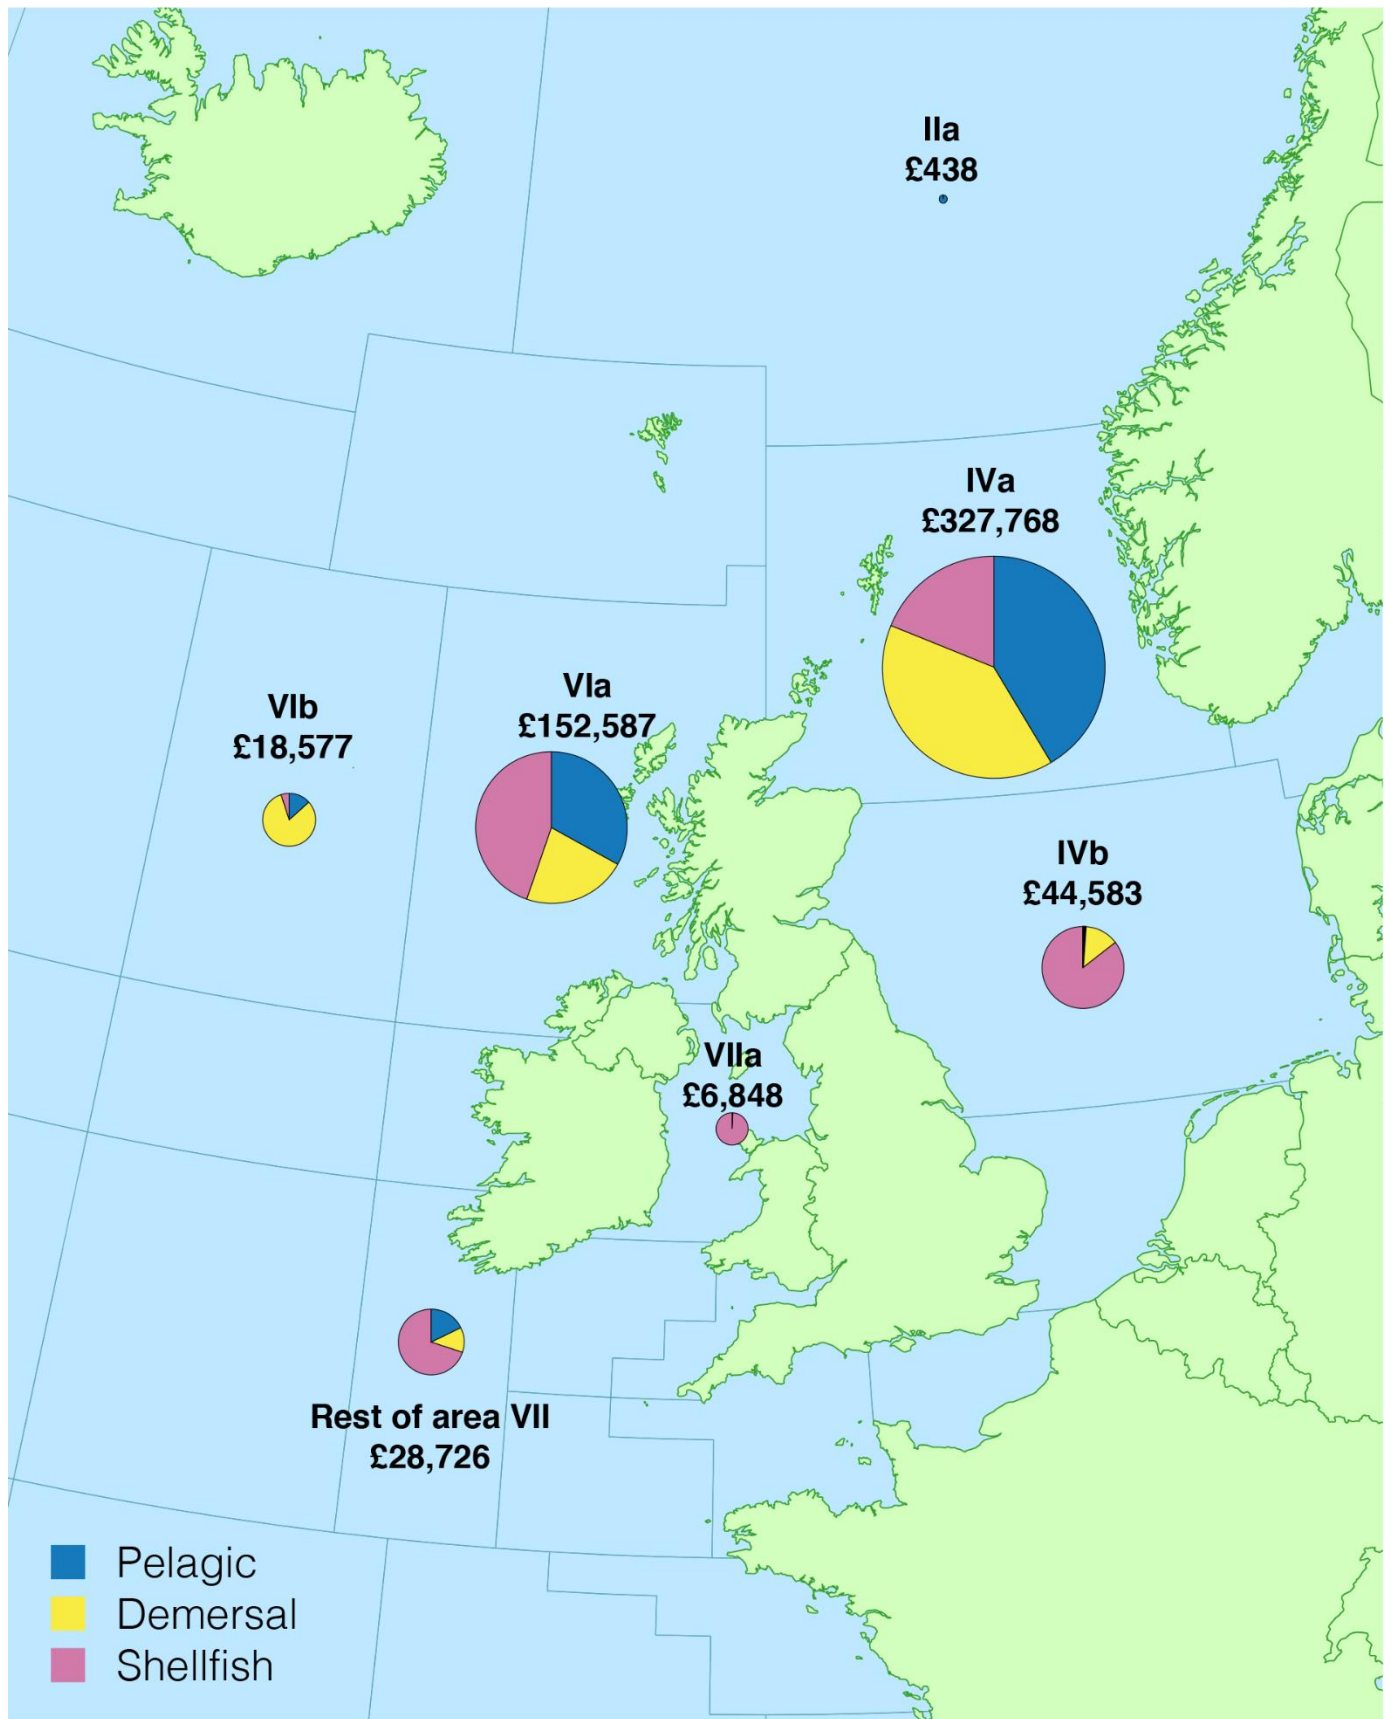 IIa
£438
IVa
£327,768
VIa
£152,587
VIb
£18,577
IVb
£44,583
VIIa
£6,848
Rest of area VII
£28,726
Pelagic
Demersal
Shellfish